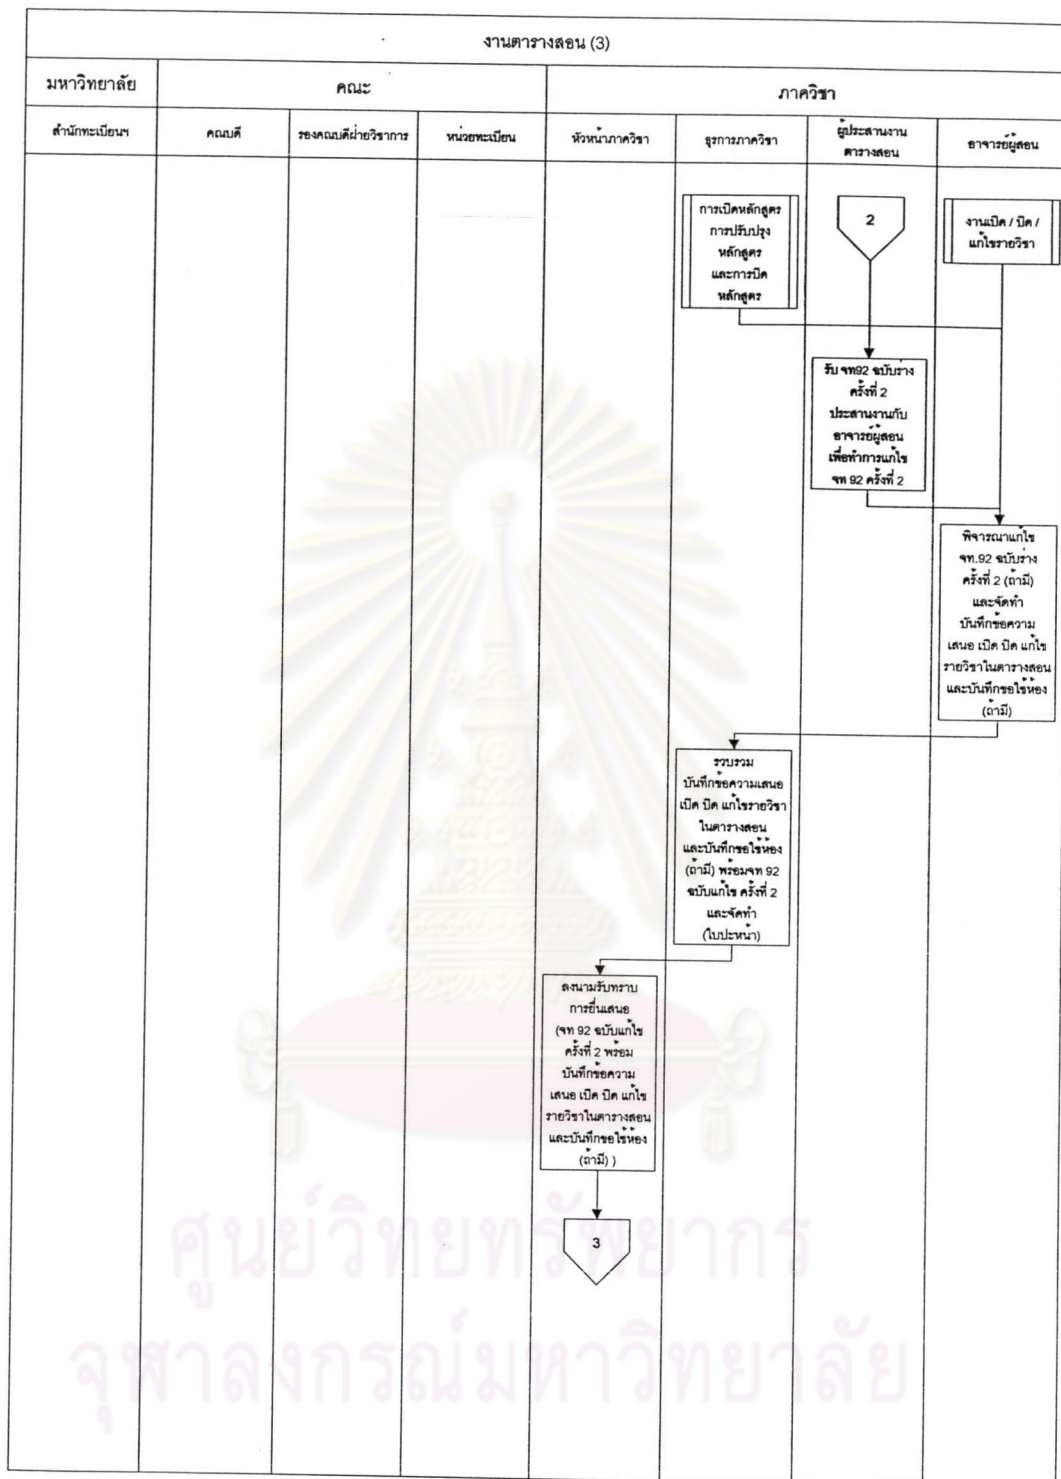 งานตารางสอน (3)
มหาวิทยาลัย
คณะ
ภาควิชา
สำนักทะเบียนฯ
คณบดี
รองคณบดีฝ่ายวิชาการ
หน่วยทะเบียน
หัวหน้าภาควิชา
ธุรการภาควิชา
ผู้ประสานงาน
ตารางสอน
อาจารย์ผู้สอน
การเปิดหลักสูตร
การปรับปรุง
หลักสูตร
และการปิด
หลักสูตร
2
งานเปิด / ปิด /
แก้ไขรายวิชา
รับ จท92 ฉบับร่าง
ครั้งที่ 2
ประสานงานกับ
อาจารย์ผู้สอน
เพื่อทำการแก้ไข
จท 92 ครั้งที่ 2
พิจารณาแก้ไข
จท.92 ฉบับร่าง
ครั้งที่ 2 (ถ้ามี)
และจัดทำ
บันทึกข้อความ
เสนอ เปิด ปิด แก้ไข
รายวิชาในตารางสอน
และบันทึกขอใช้ห้อง
(ถ้ามี)
รวบรวม
บันทึกข้อความเสนอ
เปิด ปิด แก้ไขรายวิชา
ในตารางสอน
และบันทึกขอใช้ห้อง
(ถ้ามี) พร้อมจท 92
ฉบับแก้ไข ครั้งที่ 2
และจัดทำ
(ใบปะหน้า)
ลงนามรับทราบ
การยื่นเสนอ
(จท 92 ฉบับแก้ไข
ครั้งที่ 2 พร้อม
บันทึกข้อความ
เสนอ เปิด ปิด แก้ไข
รายวิชาในตารางสอน
และบันทึกขอใช้ห้อง
(ถ้ามี) )
3
ศูนย์วิทยทรัพยากร
จุฬาลงกรณ์มหาวิทยาลัย